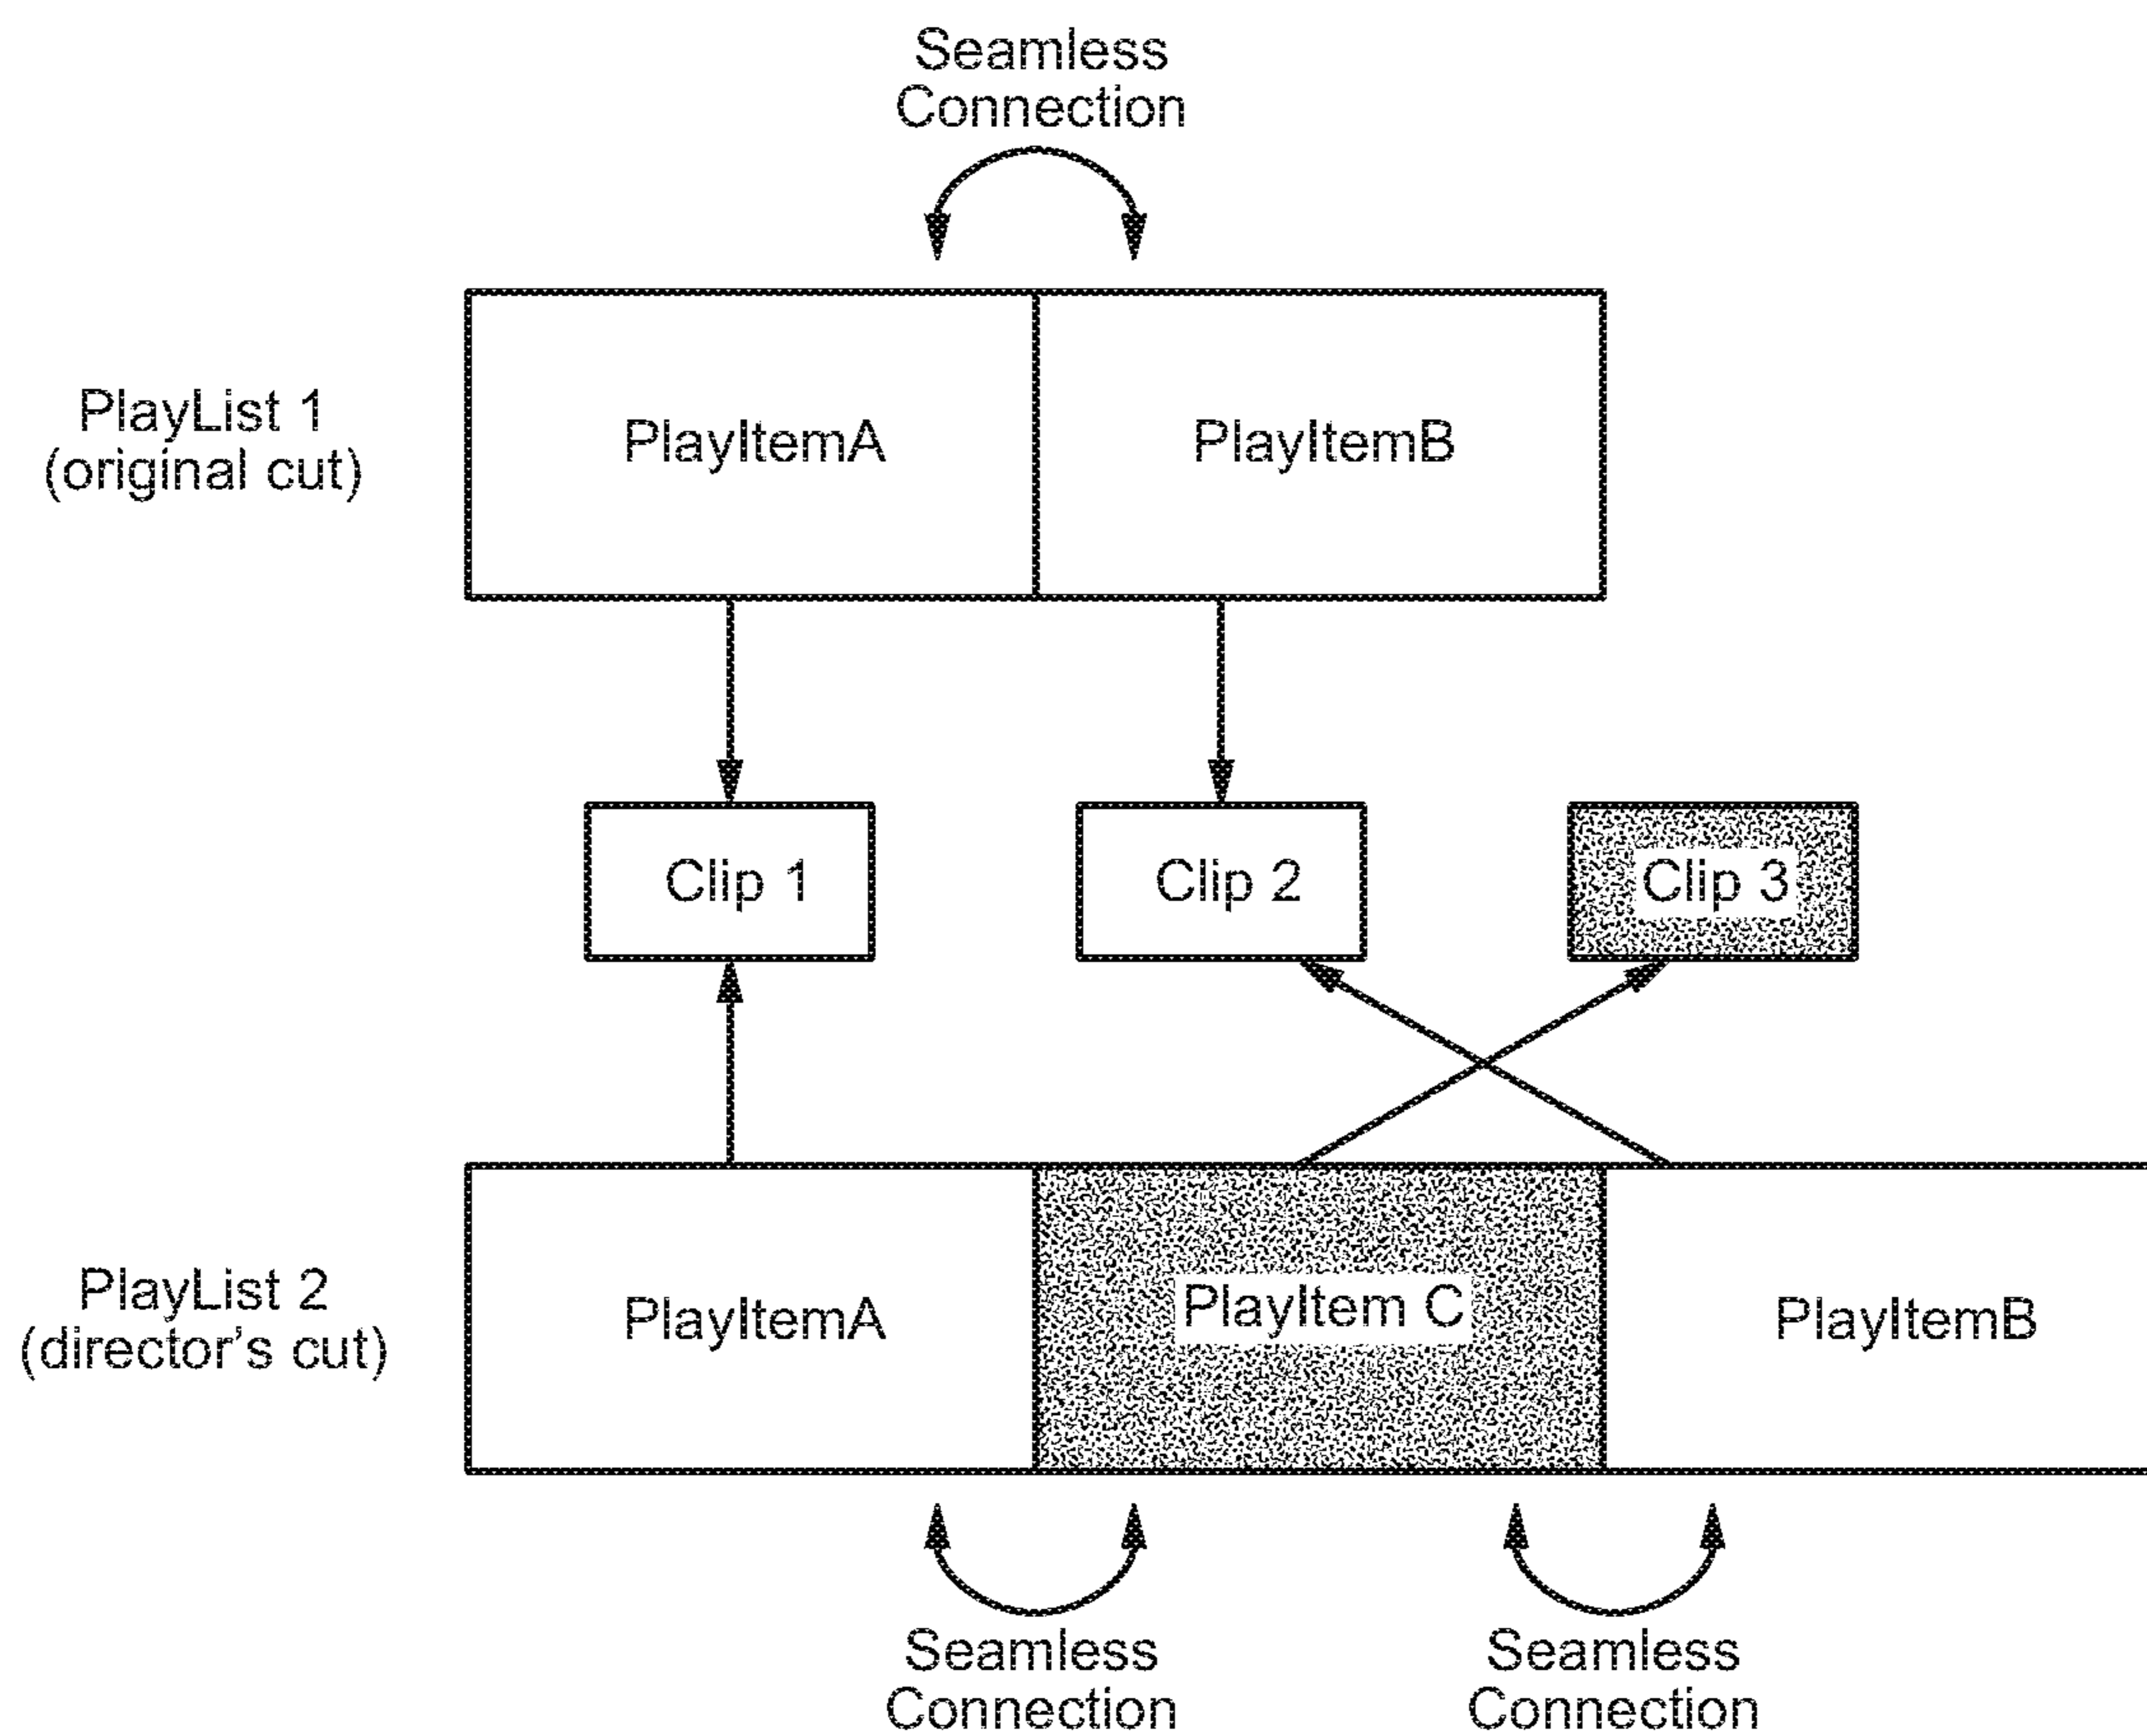 Seamless
Connection
PlayList 1
(original cut)
PlayItemA
PlayItemB
Clip 1
Clip 2
Clip 3
PlayList 2
(director's cut)
PlayItemA
PlayItem C
PlayItemB
Seamless
Connection
Seamless
Connection